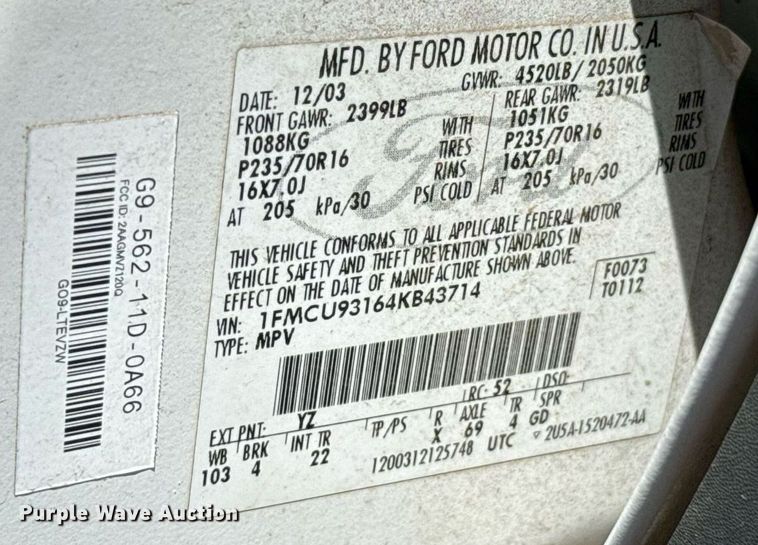 MFD. BY FORD MOTOR CO. IN U.S.A.
DATE: 12/03 GVWR: 4520LB/ 2050KG
FRONT GAWR: 2399LB REAR GAWR: 2319LB
1088KG WITH 1051KG WITH
P235/70R16 TIRES P235/70R16 TIRES
16X7.0J RIMS 16X7.0J RIMS
AT 205 kPa/30 PSI COLD AT 205 kPa/30 PSI COLD
THIS VEHICLE CONFORMS TO ALL APPLICABLE FEDERAL MOTOR
VEHICLE SAFETY AND THEFT PREVENTION STANDARDS IN
EFFECT ON THE DATE OF MANUFACTURE SHOWN ABOVE.
VIN: 1FMCU93164KB43714 F0073
TYPE: MPV T0112
RC: 52 DSO:
EXT PNT: YZ
WB BRK INT TR TP/PS R AXLE TR SPR
103 4 22 X 69 4 GD
1200312125748 UTC 2U5A-1520472-AA
Ford
G9-562-11D-0A66
FCC ID: 2AAGMVZ120Q
GO9-LTEVZW
Purple Wave Auction